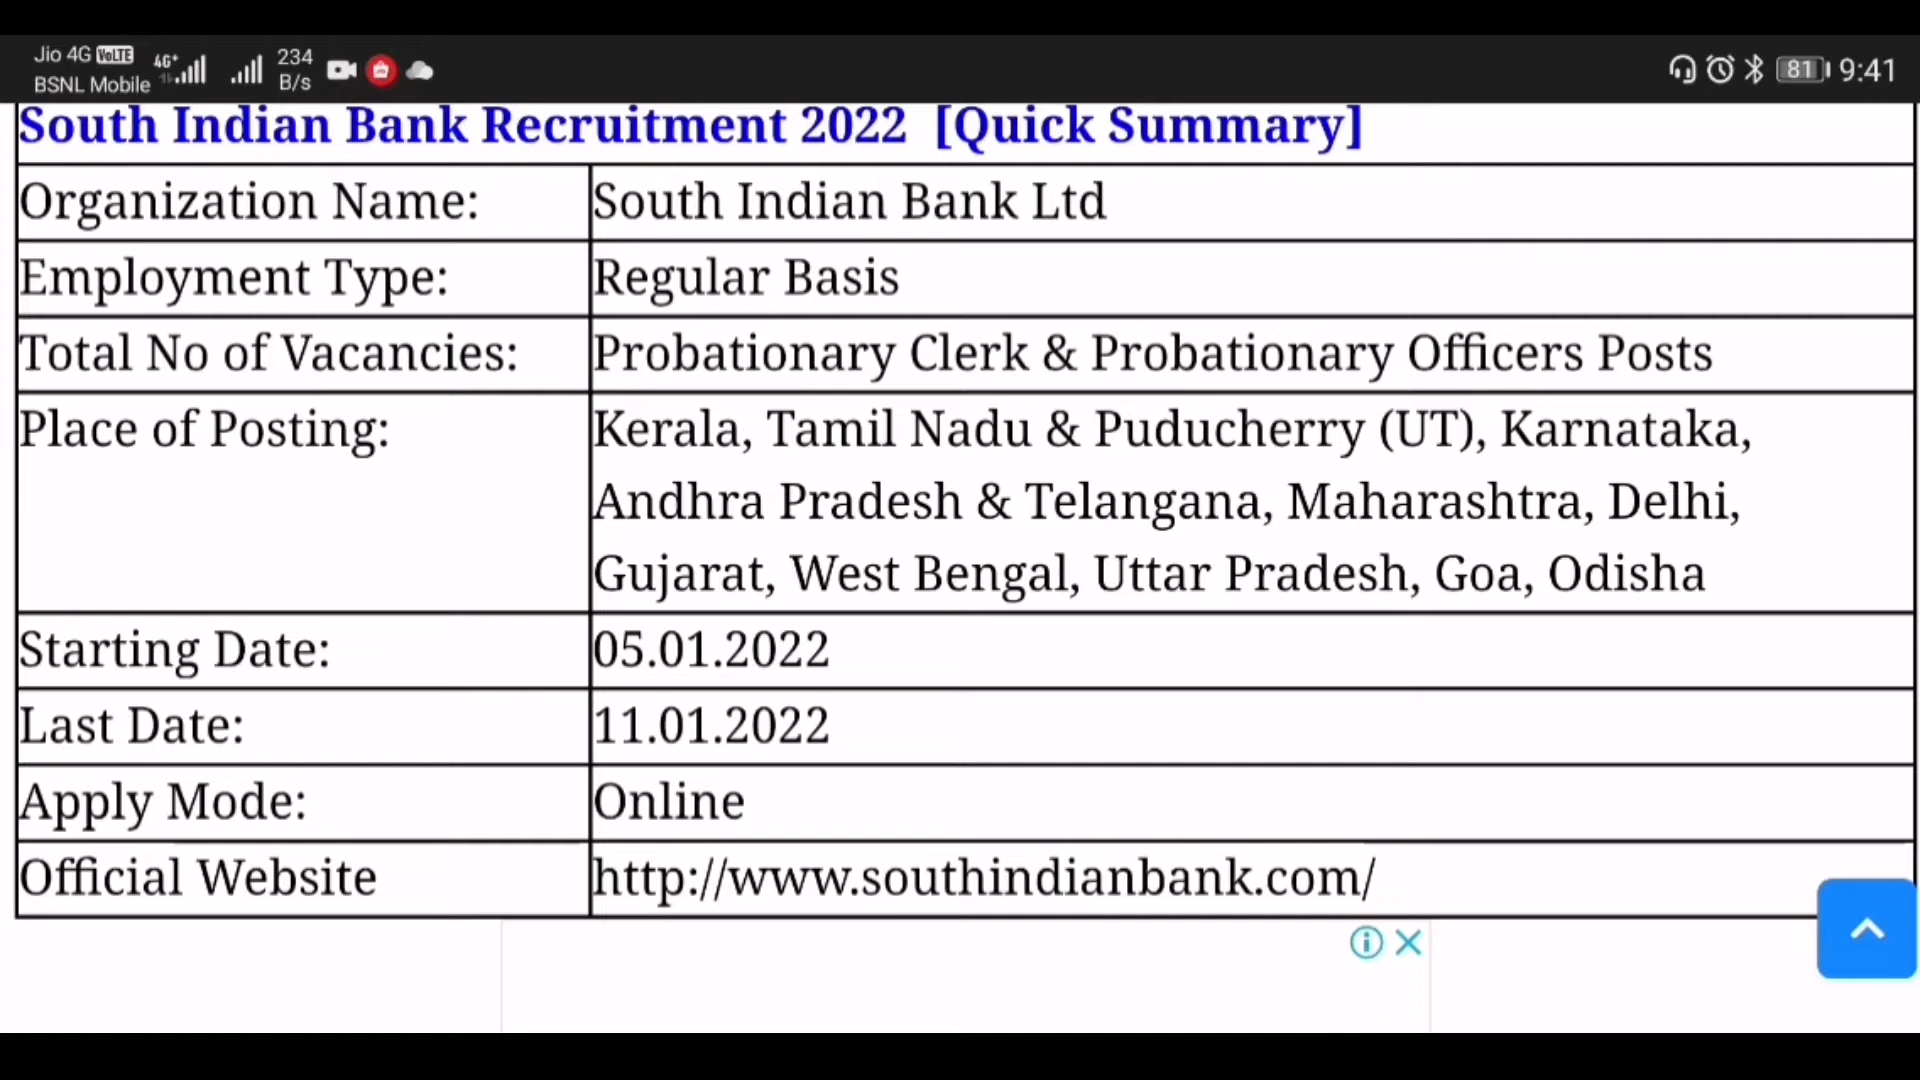 Jio 4G VoLTE
BSNL Mobile
4G+
234
B/s
81
9:41
South Indian Bank Recruitment 2022 [Quick Summary]
Organization Name: South Indian Bank Ltd
Employment Type: Regular Basis
Total No of Vacancies: Probationary Clerk & Probationary Officers Posts
Place of Posting: Kerala, Tamil Nadu & Puducherry (UT), Karnataka,
Andhra Pradesh & Telangana, Maharashtra, Delhi,
Gujarat, West Bengal, Uttar Pradesh, Goa, Odisha
Starting Date: 05.01.2022
Last Date: 11.01.2022
Apply Mode: Online
Official Website http://www.southindianbank.com/